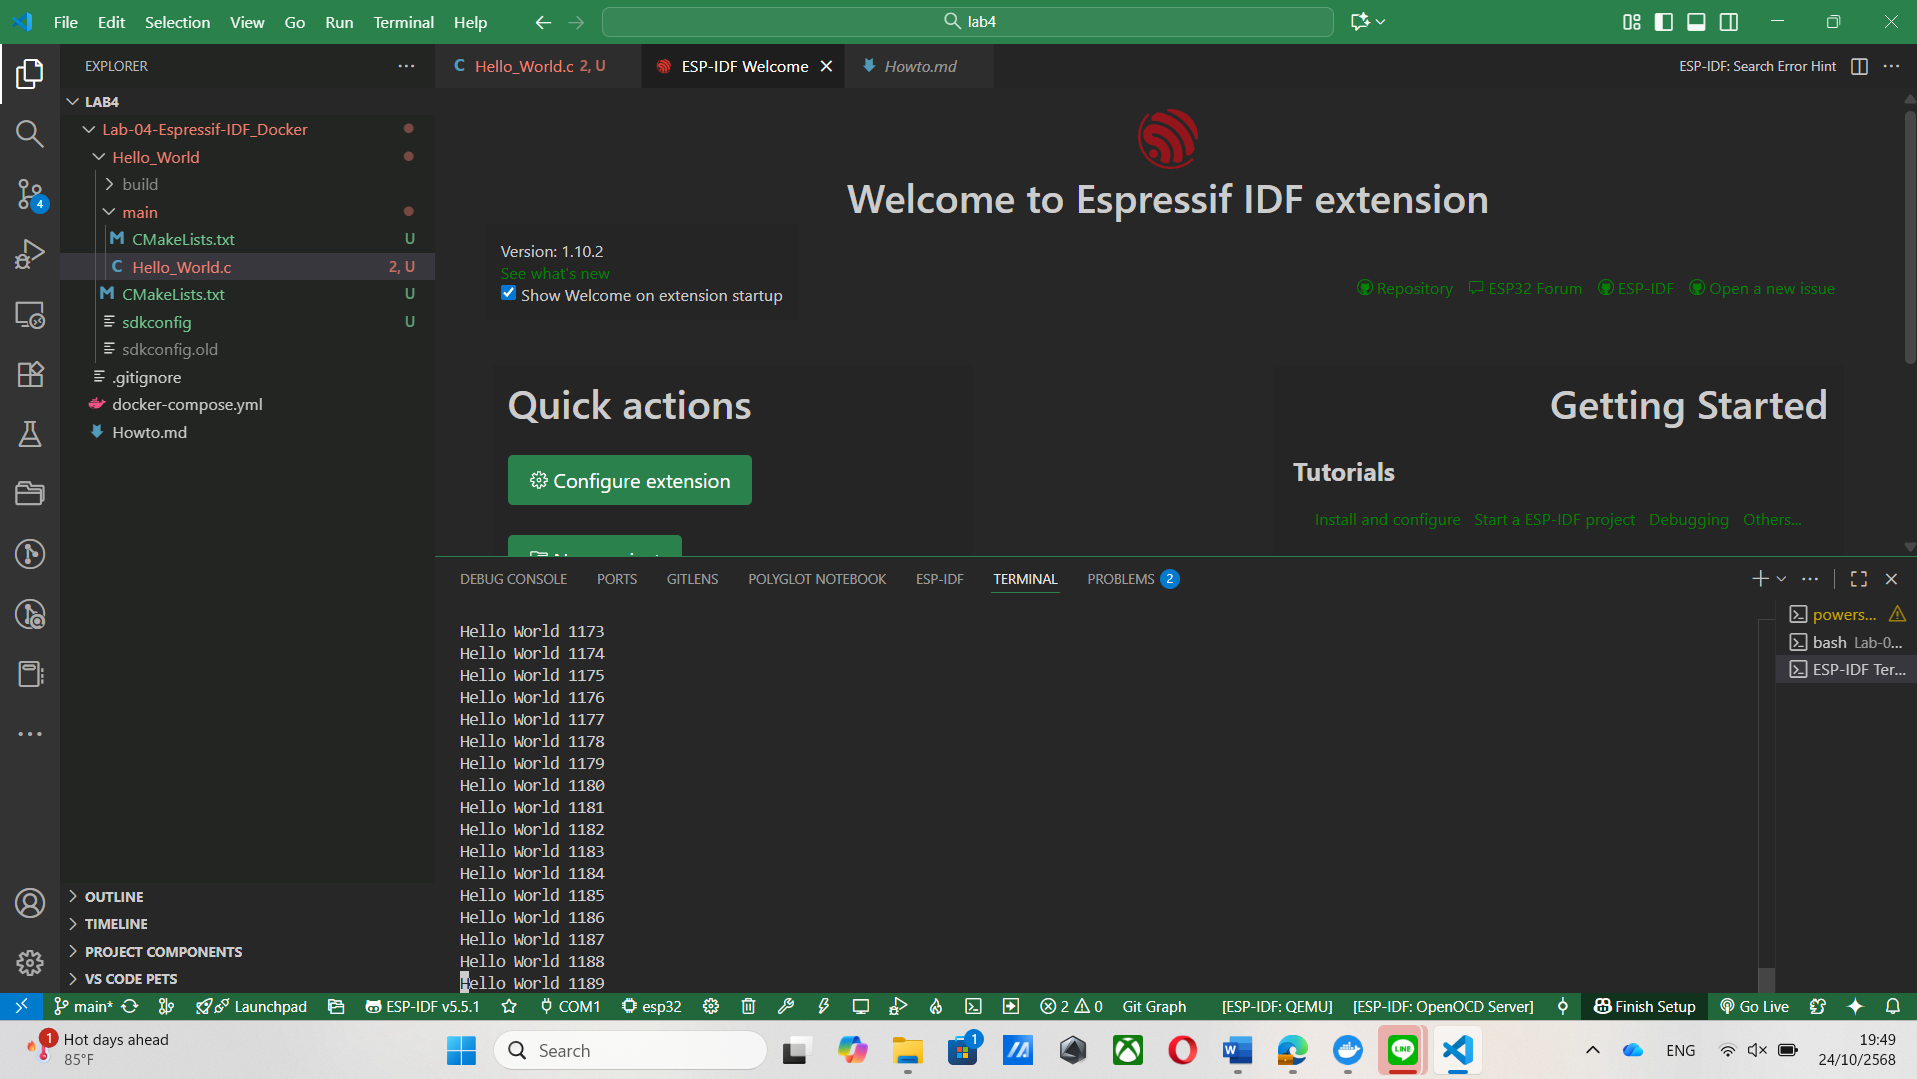 File Edit Selection View Go Run Terminal Help
lab4
EXPLORER
LAB4
Lab-04-Espressif-IDF_Docker
Hello_World
build
main
CMakeLists.txt U
Hello_World.c 2, U
CMakeLists.txt U
sdkconfig U
sdkconfig.old
.gitignore
docker-compose.yml
Howto.md
OUTLINE
TIMELINE
PROJECT COMPONENTS
VS CODE PETS
4
Hello_World.c 2, U
ESP-IDF Welcome
Howto.md
ESP-IDF: Search Error Hint
Welcome to Espressif IDF extension
Version: 1.10.2
See what's new
Show Welcome on extension startup
Repository ESP32 Forum ESP-IDF Open a new issue
Quick actions
Configure extension
Getting Started
Tutorials
Install and configure Start a ESP-IDF project Debugging Others...
DEBUG CONSOLE PORTS GITLENS POLYGLOT NOTEBOOK ESP-IDF TERMINAL PROBLEMS 2
Hello World 1173
Hello World 1174
Hello World 1175
Hello World 1176
Hello World 1177
Hello World 1178
Hello World 1179
Hello World 1180
Hello World 1181
Hello World 1182
Hello World 1183
Hello World 1184
Hello World 1185
Hello World 1186
Hello World 1187
Hello World 1188
Hello World 1189
powers...
bash Lab-0...
ESP-IDF Ter...
main* Launchpad ESP-IDF v5.5.1 COM1 esp32 2 0 Git Graph [ESP-IDF: QEMU] [ESP-IDF: OpenOCD Server] Finish Setup Go Live
1
Hot days ahead
85°F
Search
1
W
LINE
ENG
19:49
24/10/2568